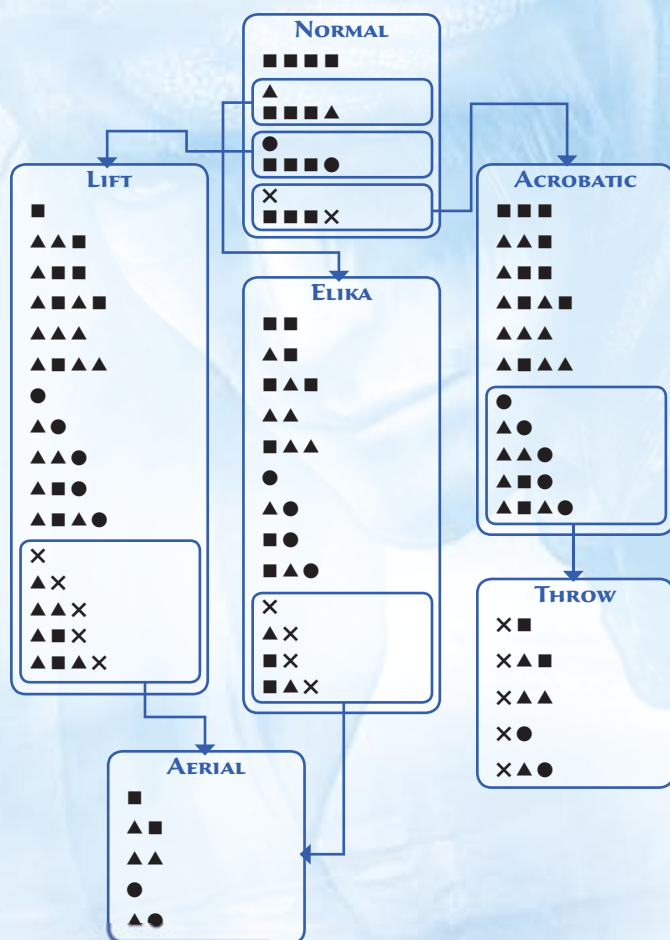 NORMAL
■ ■ ■ ■
▲
■ ■ ■ ▲
●
■ ■ ■ ●
✕
■ ■ ■ ✕
LIFT
■
▲ ▲ ■
▲ ■ ■
▲ ■ ▲ ■
▲ ▲ ▲
▲ ■ ▲ ▲
●
▲ ●
▲ ▲ ●
▲ ■ ●
▲ ■ ▲ ●
✕
▲ ✕
▲ ▲ ✕
▲ ■ ✕
▲ ■ ▲ ✕
ELIKA
■ ■
▲ ■
■ ▲ ■
▲ ▲
■ ▲ ▲
●
▲ ●
■ ●
■ ▲ ●
✕
▲ ✕
■ ✕
■ ▲ ✕
ACROBATIC
■ ■ ■
▲ ▲ ■
▲ ■ ■
▲ ■ ▲ ■
▲ ▲ ▲
▲ ■ ▲ ▲
●
▲ ●
▲ ▲ ●
▲ ■ ●
▲ ■ ▲ ●
THROW
✕ ■
✕ ▲ ■
✕ ▲ ▲
✕ ●
✕ ▲ ●
AERIAL
■
▲ ■
▲ ▲
●
▲ ●